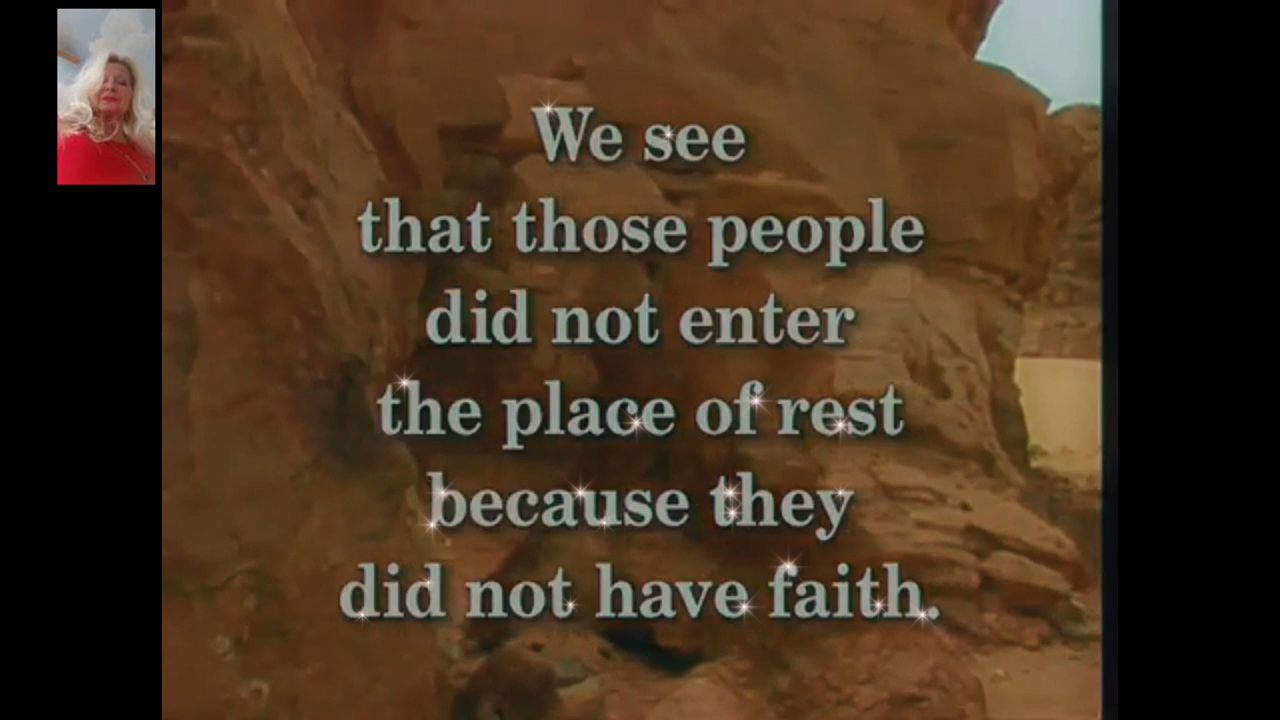 We see
that those people
did not enter
the place of rest
because they
did not have faith.